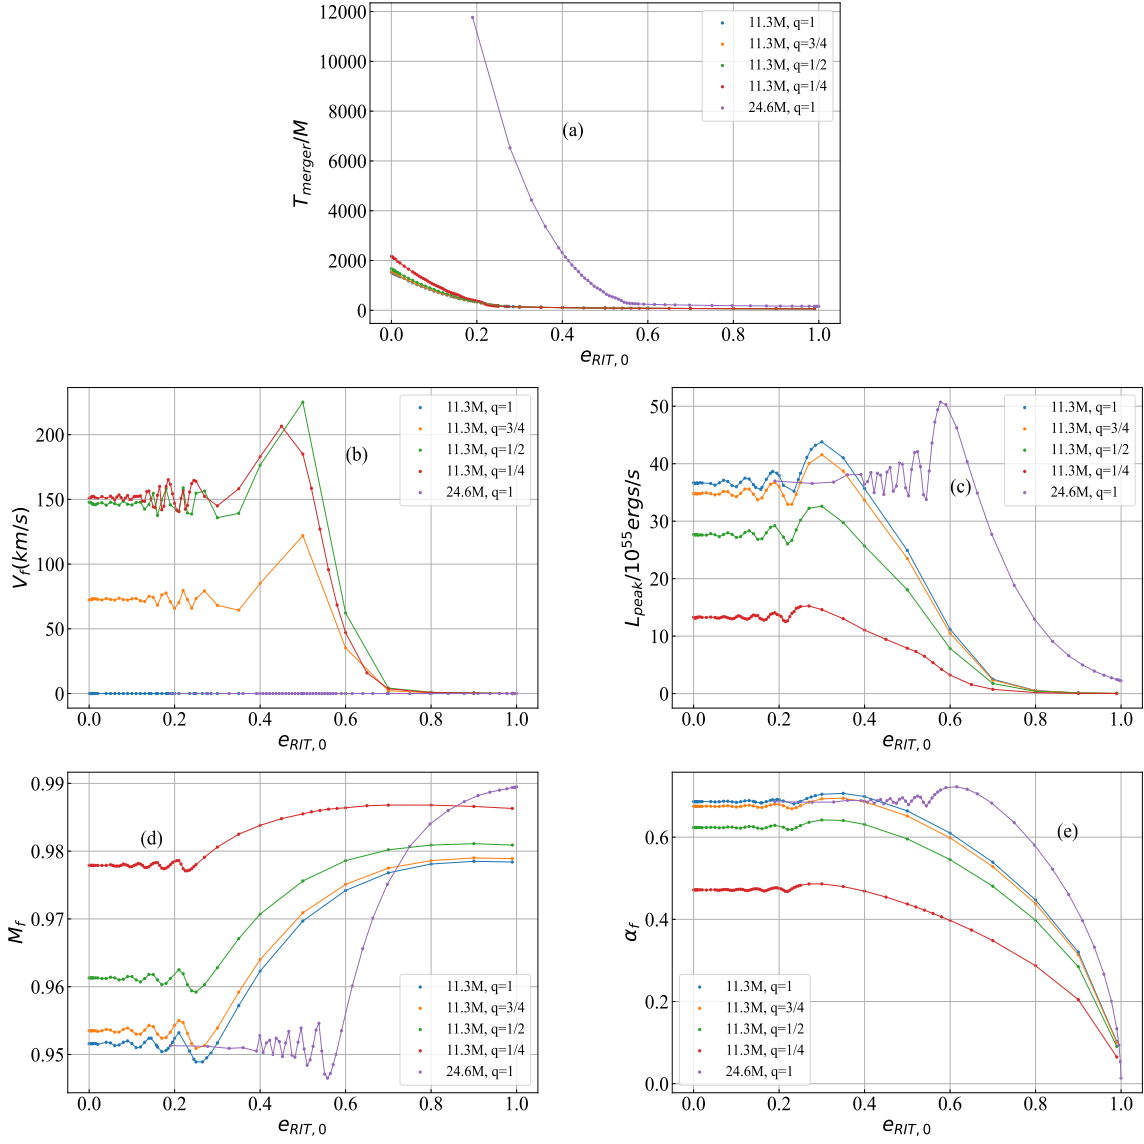 12000
10000
8000
6000
4000
2000
0
T_merger/M
(a)
11.3M, q=1
11.3M, q=3/4
11.3M, q=1/2
11.3M, q=1/4
24.6M, q=1
0.0 0.2 0.4 0.6 0.8 1.0
e_RIT, 0
200
150
100
50
0
V_f(km/s)
(b)
11.3M, q=1
11.3M, q=3/4
11.3M, q=1/2
11.3M, q=1/4
24.6M, q=1
0.0 0.2 0.4 0.6 0.8 1.0
e_RIT, 0
50
40
30
20
10
0
L_peak/10^55ergs/s
(c)
11.3M, q=1
11.3M, q=3/4
11.3M, q=1/2
11.3M, q=1/4
24.6M, q=1
0.0 0.2 0.4 0.6 0.8 1.0
e_RIT, 0
0.99
0.98
0.97
0.96
0.95
M_f
(d)
11.3M, q=1
11.3M, q=3/4
11.3M, q=1/2
11.3M, q=1/4
24.6M, q=1
0.0 0.2 0.4 0.6 0.8 1.0
e_RIT, 0
0.6
0.4
0.2
0.0
α_f
(e)
11.3M, q=1
11.3M, q=3/4
11.3M, q=1/2
11.3M, q=1/4
24.6M, q=1
0.0 0.2 0.4 0.6 0.8 1.0
e_RIT, 0